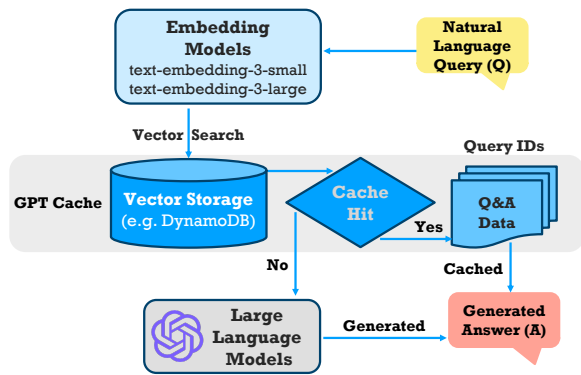 Embedding
Models
text-embedding-3-small
text-embedding-3-large
Natural
Language
Query (Q)
Vector Search
Query IDs
GPT Cache
Vector Storage
(e.g. DynamoDB)
Cache
Hit
Q&A
Data
Yes
No
Cached
Large
Language
Models
Generated
Generated
Answer (A)